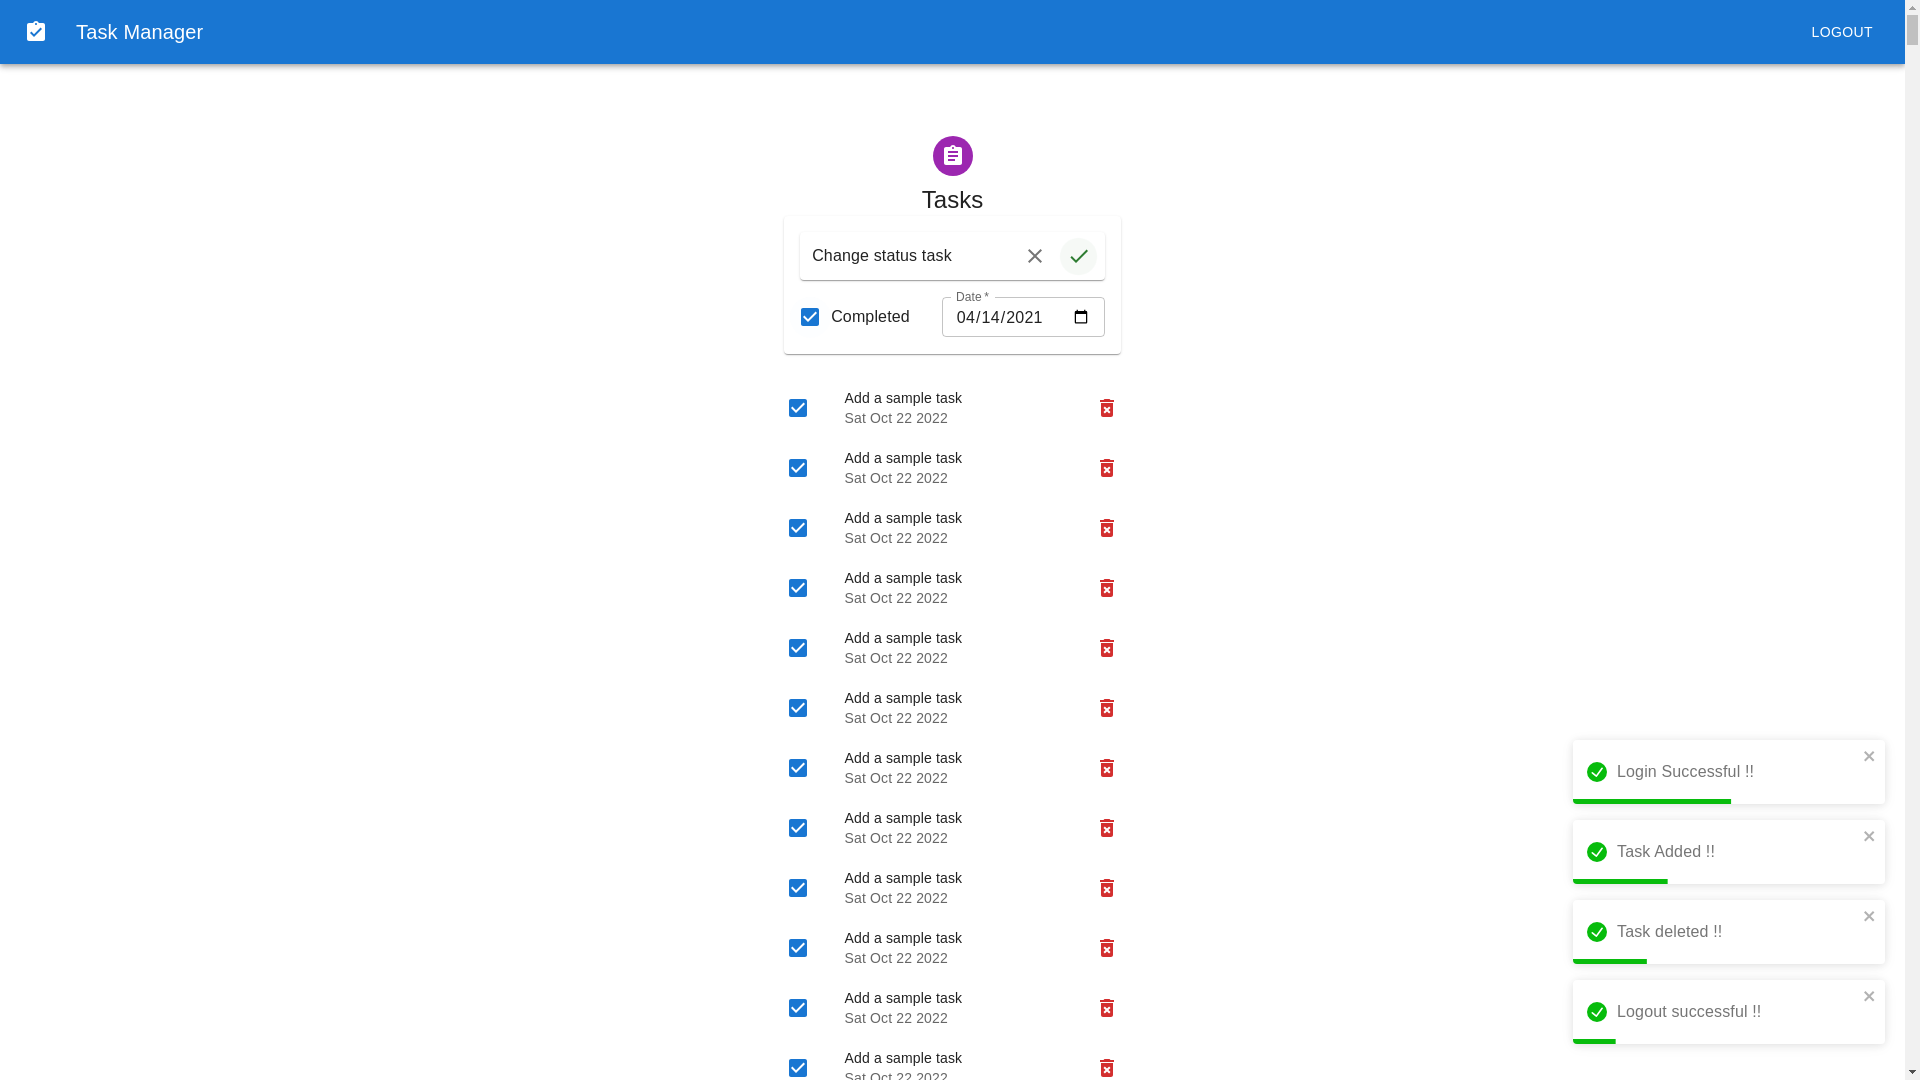 Task Manager
LOGOUT
Tasks
Change status task
Date *
Completed
04/14/2021
Add a sample task
Sat Oct 22 2022
Add a sample task
Sat Oct 22 2022
Add a sample task
Sat Oct 22 2022
Add a sample task
Sat Oct 22 2022
Add a sample task
Sat Oct 22 2022
Add a sample task
Sat Oct 22 2022
Add a sample task
Sat Oct 22 2022
Add a sample task
Sat Oct 22 2022
Add a sample task
Sat Oct 22 2022
Add a sample task
Sat Oct 22 2022
Add a sample task
Sat Oct 22 2022
Add a sample task
Sat Oct 22 2022
Login Successful !!
Task Added !!
Task deleted !!
Logout successful !!